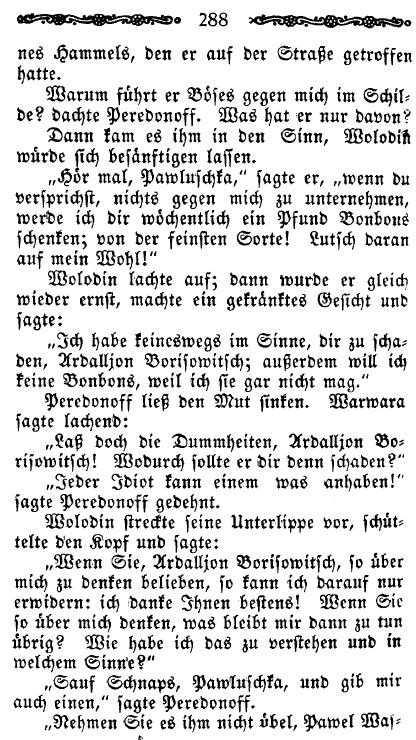 288
nes Hammels, den er auf der Straße getroffen
hatte.
Warum führt er Böses gegen mich im Schil-
de? dachte Peredonoff. Was hat er nur davon?
Dann kam es ihm in den Sinn, Wolodin
würde sich besänftigen lassen.
„Hör mal, Pawluschka,“ sagte er, „wenn du
versprichst, nichts gegen mich zu unternehmen,
werde ich dir wöchentlich ein Pfund Bonbons
schenken; von der feinsten Sorte! Lutsch daran
auf mein Wohl!“
Wolodin lachte auf; dann wurde er gleich
wieder ernst, machte ein gekränktes Gesicht und
sagte:
„Ich habe keineswegs im Sinne, dir zu scha-
den, Ardalljon Borisowitsch; außerdem will ich
keine Bonbons, weil ich sie gar nicht mag.“
Peredonoff ließ den Mut sinken. Warwara
sagte lachend:
„Laß doch die Dummheiten, Ardalljon Bo-
risowitsch! Wodurch sollte er dir denn schaden?“
„Jeder Idiot kann einem was anhaben!“
sagte Peredonoff gedehnt.
Wolodin streckte seine Unterlippe vor, schüt-
telte den Kopf und sagte:
„Wenn Sie, Ardalljon Borisowitsch, so über
mich zu denken belieben, so kann ich darauf nur
erwidern: ich danke Ihnen bestens! Wenn Sie
so über mich denken, was bleibt mir dann zu tun
übrig? Wie habe ich das zu verstehen und in
welchem Sinne?“
„Sauf Schnaps, Pawluschka, und gib mir
auch einen,“ sagte Peredonoff.
„Nehmen Sie es ihm nicht übel, Pawel Was-